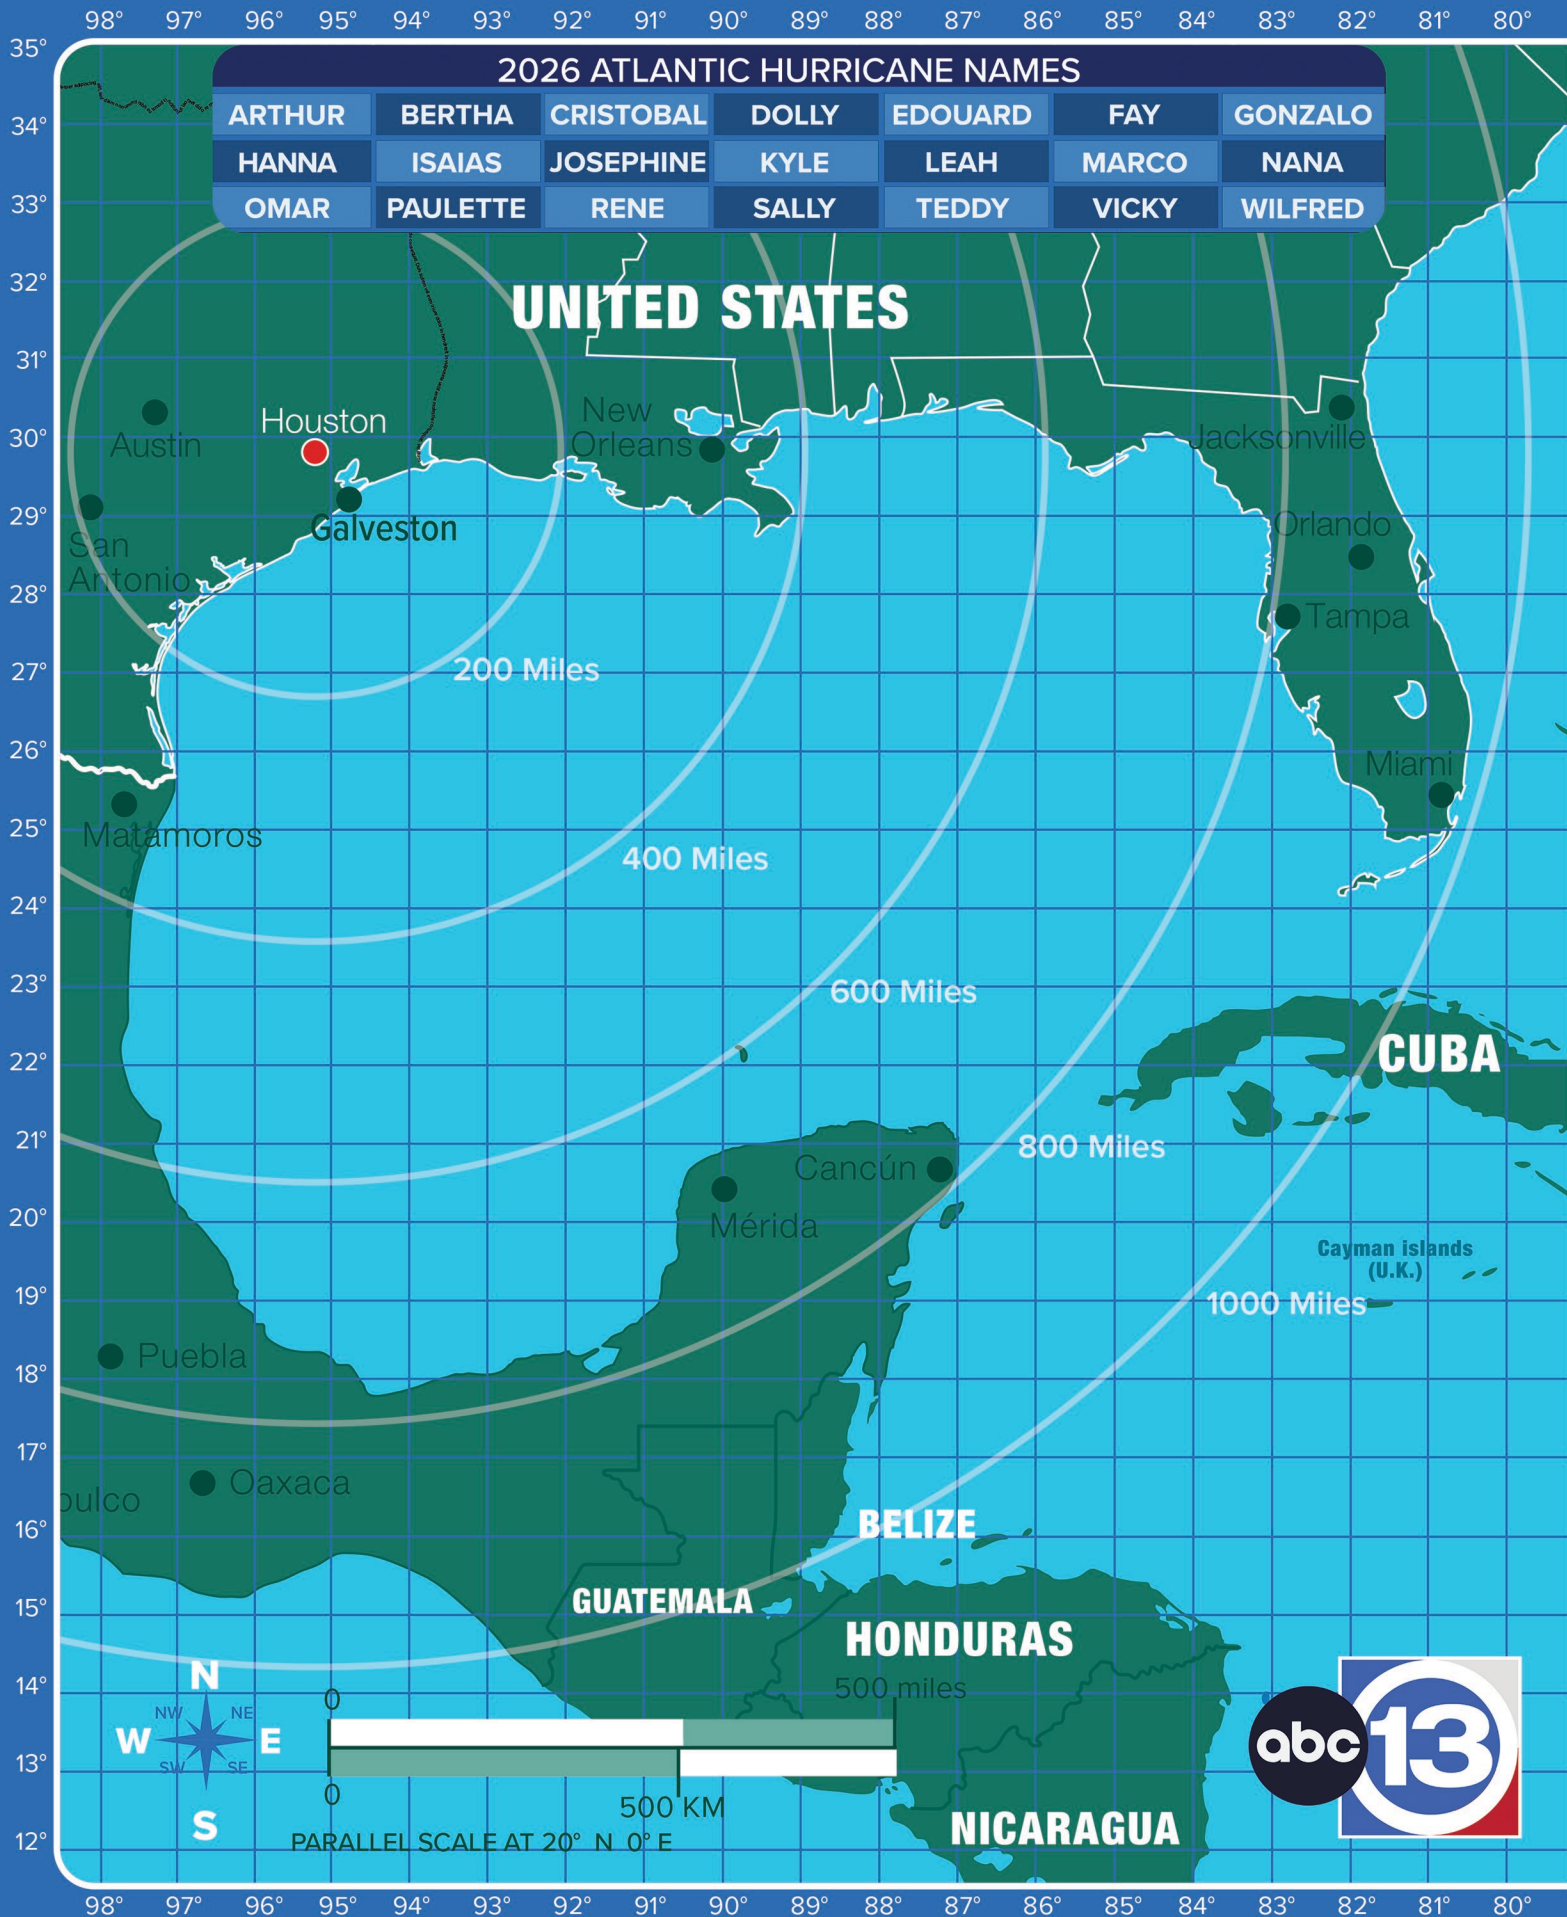 98° 97° 96° 95° 94° 93° 92° 91° 90° 89° 88° 87° 86° 85° 84° 83° 82° 81° 80°
2026 ATLANTIC HURRICANE NAMES
ARTHUR BERTHA CRISTOBAL DOLLY EDOUARD FAY GONZALO
HANNA ISAIAS JOSEPHINE KYLE LEAH MARCO NANA
OMAR PAULETTE RENE SALLY TEDDY VICKY WILFRED
35°
34°
33°
32°
31°
30°
29°
28°
27°
26°
25°
24°
23°
22°
21°
20°
19°
18°
17°
16°
15°
14°
13°
12°
UNITED STATES
Houston
Austin
New
Orleans
Jacksonville
Galveston
San
Antonio
Orlando
Tampa
200 Miles
Miami
Matamoros
400 Miles
600 Miles
CUBA
800 Miles
Cancún
Mérida
Cayman islands
(U.K.)
1000 Miles
Puebla
Oaxaca
pulco
BELIZE
GUATEMALA
HONDURAS
N
NW NE
W E
SW SE
S
0 500 miles
0 500 KM
PARALLEL SCALE AT 20° N 0° E
NICARAGUA
abc 13
98° 97° 96° 95° 94° 93° 92° 91° 90° 89° 88° 87° 86° 85° 84° 83° 82° 81° 80°